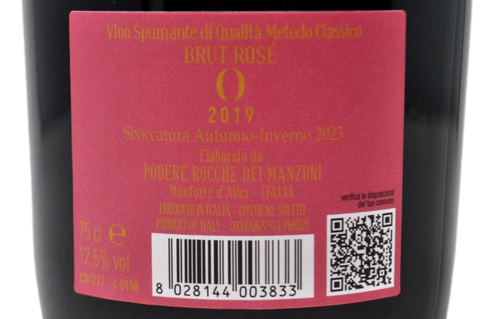 Vino Spumante di Qualità Metodo Classico
BRUT ROSÉ
2019
Sboccatura Autunno-Inverno 2023
Elaborato da
PODERE ROCCHE DEI MANZONI
Monforte d'Alba - ITALIA
PRODOTTO IN ITALIA - CONTIENE SOLFITI
PRODUCT OF ITALY - CONTAINS SULPHITES
verifica le disposizioni
del tuo comune
75 cl e
12,5% vol
8 028144 003833